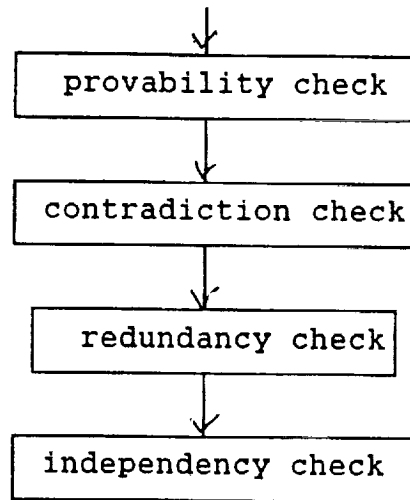 provability check
contradiction check
redundancy check
independency check